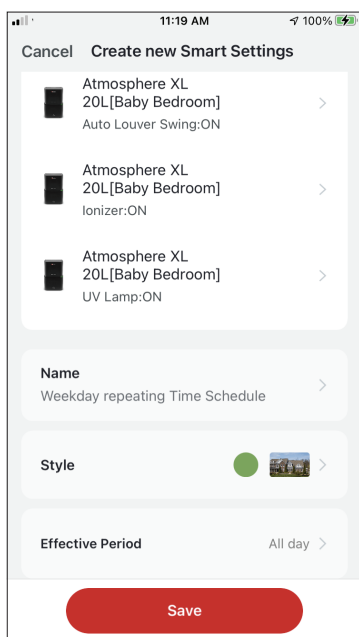 11:19 AM
100%
Cancel Create new Smart Settings
Atmosphere XL
20L[Baby Bedroom]
Auto Louver Swing:ON
Atmosphere XL
20L[Baby Bedroom]
Ionizer:ON
Atmosphere XL
20L[Baby Bedroom]
UV Lamp:ON
Name
Weekday repeating Time Schedule
Style
Effective Period All day
Save